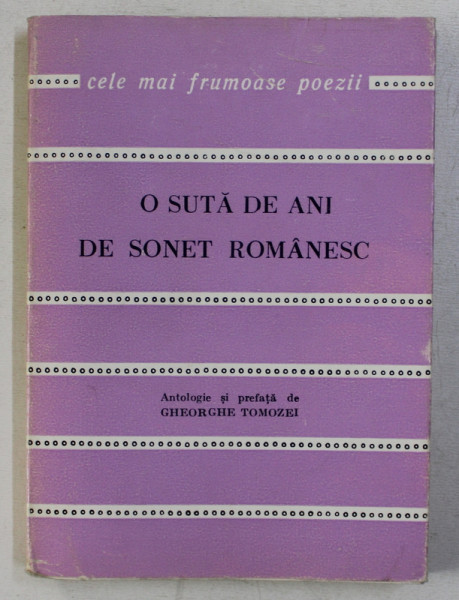 cele mai frumoase poezii
O SUTĂ DE ANI
DE SONET ROMÂNESC
Antologie și prefață de
GHEORGHE TOMOZEI